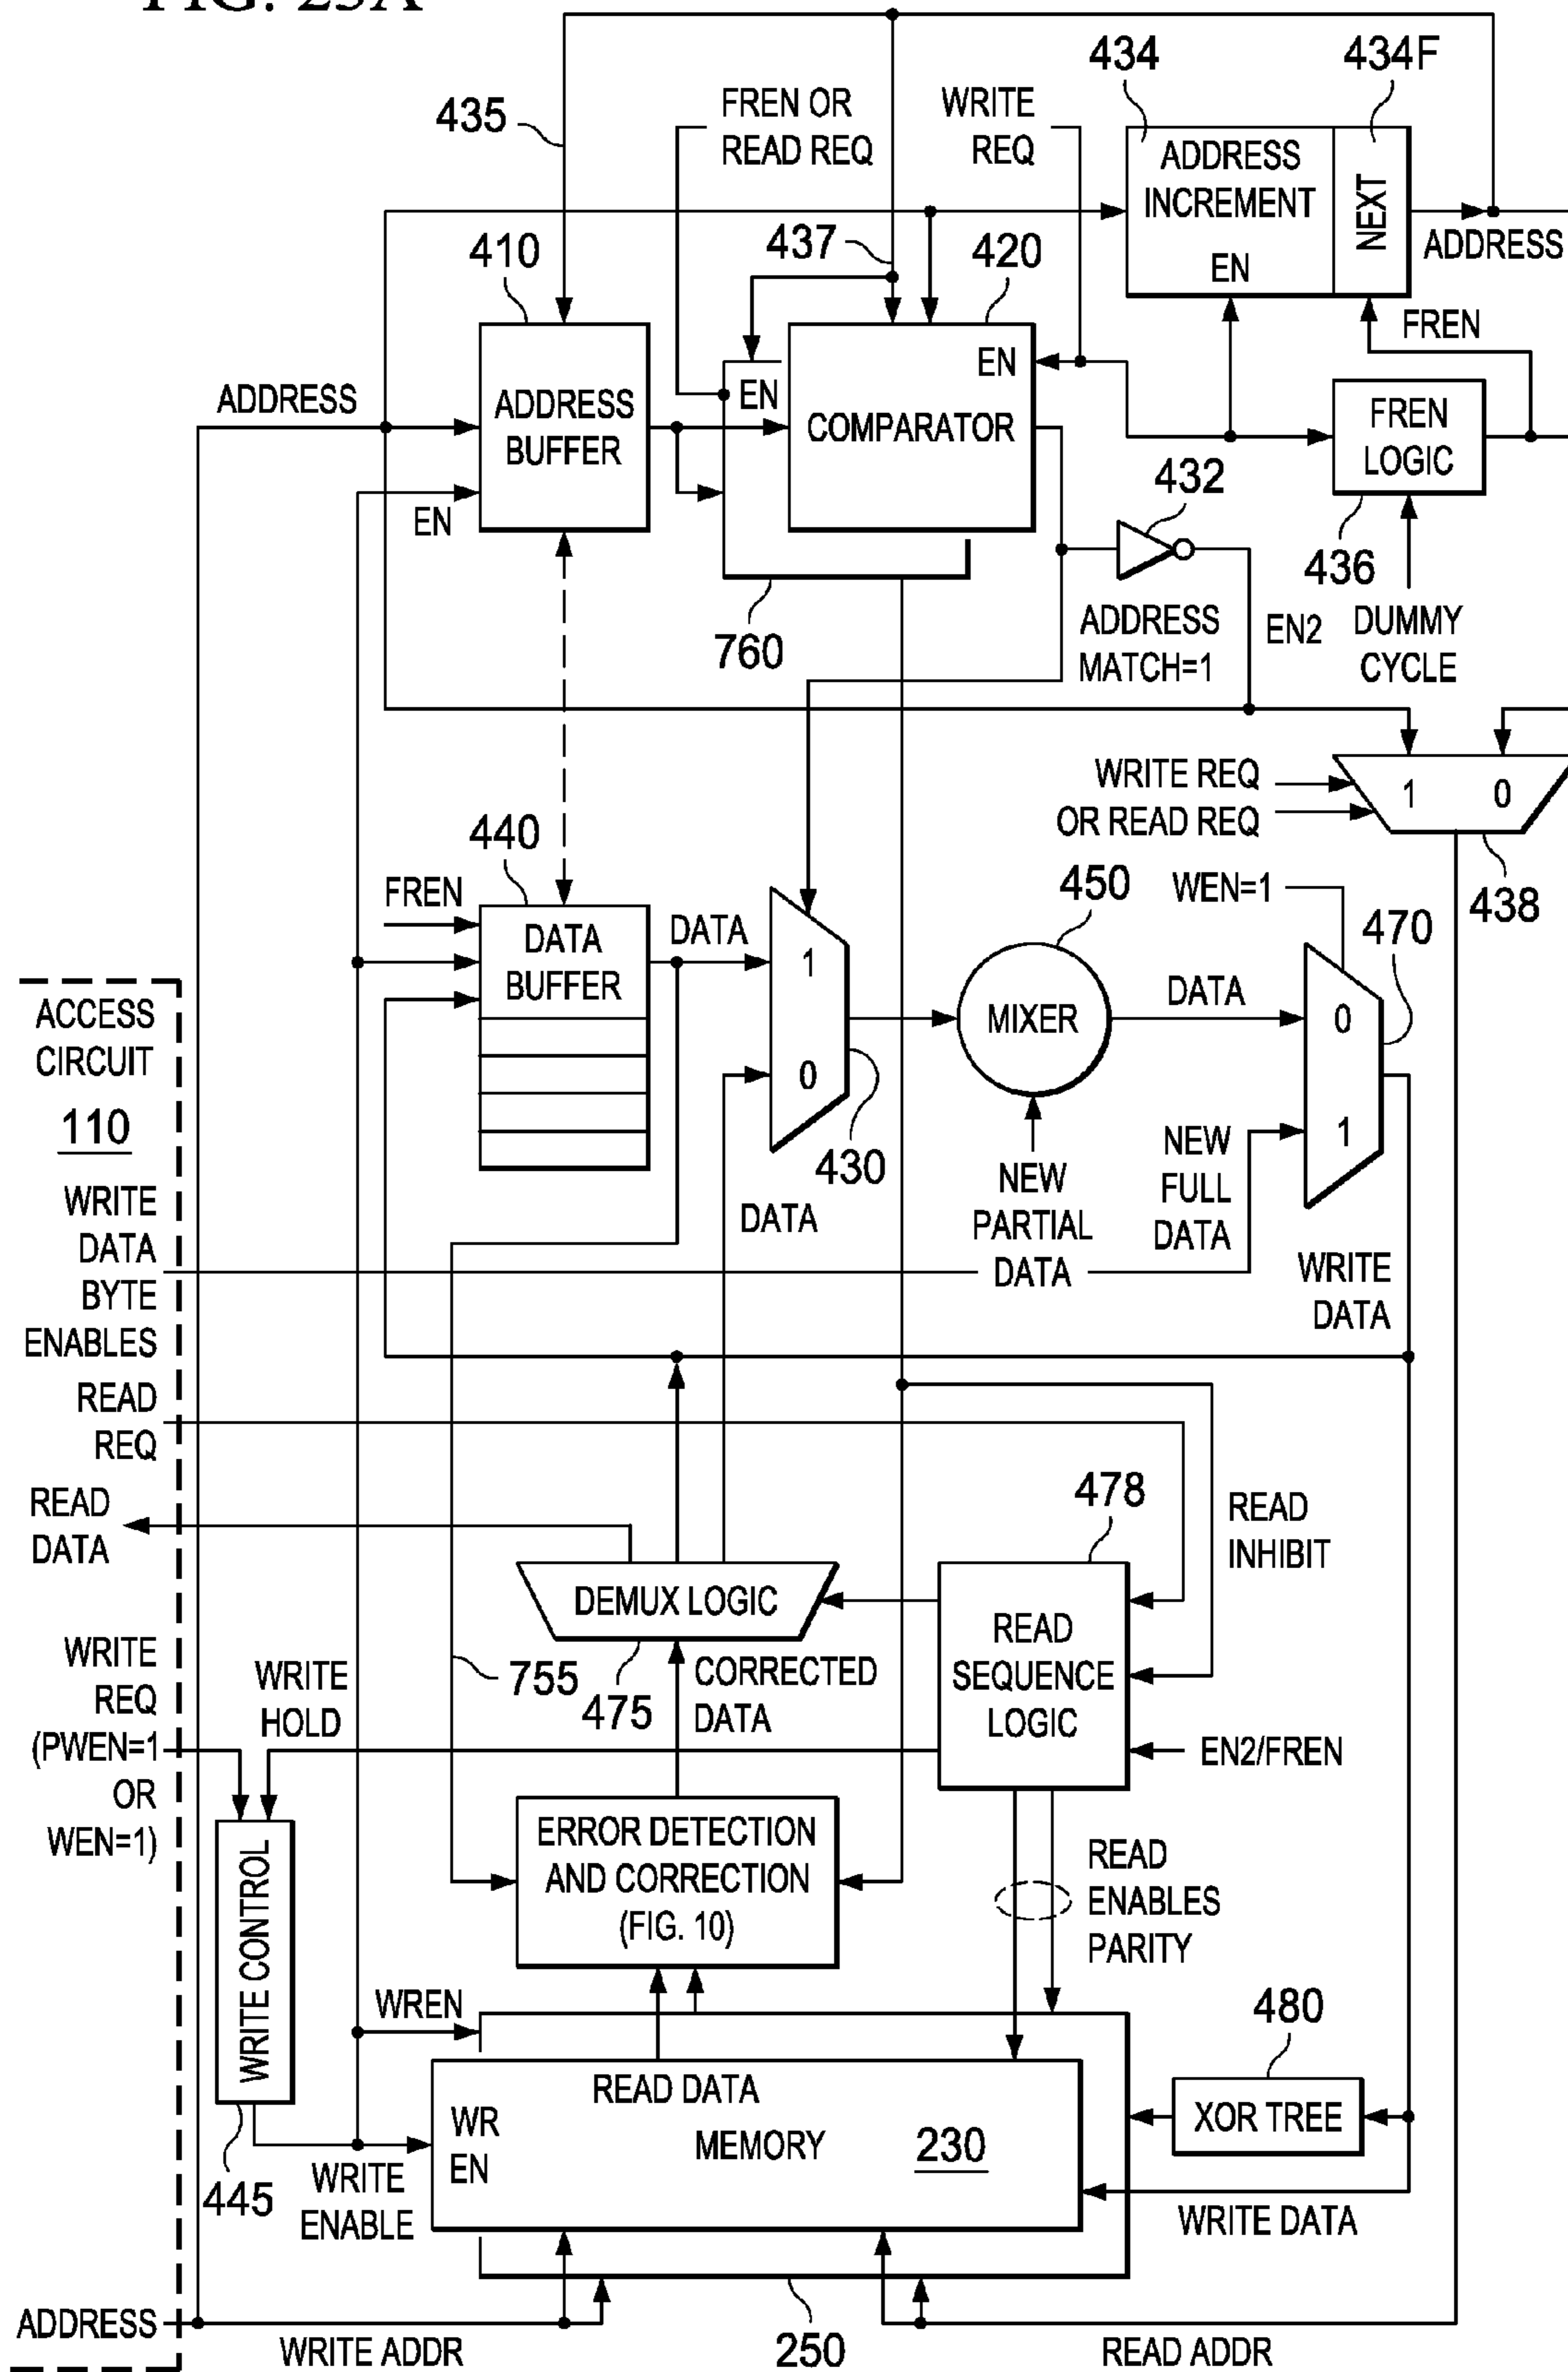 FIG. 23A
434
434F
435
FREN OR
READ REQ
WRITE
REQ
ADDRESS
INCREMENT
EN
NEXT
ADDRESS
410
437
420
FREN
ADDRESS
ADDRESS
BUFFER
EN
EN
COMPARATOR
EN
FREN
LOGIC
432
436
760
ADDRESS
MATCH=1
EN2
DUMMY
CYCLE
WRITE REQ
OR READ REQ
1
0
438
440
FREN
DATA
BUFFER
DATA
1
0
430
450
MIXER
WEN=1
470
DATA
0
1
ACCESS
CIRCUIT
110
DATA
NEW
PARTIAL
DATA
NEW
FULL
DATA
WRITE
DATA
WRITE
DATA
BYTE
ENABLES
READ
REQ
READ
DATA
478
READ
INHIBIT
DEMUX LOGIC
READ
SEQUENCE
LOGIC
WRITE
REQ
(PWEN=1
OR
WEN=1)
WRITE
HOLD
755
475
CORRECTED
DATA
EN2/FREN
WRITE CONTROL
ERROR DETECTION
AND CORRECTION
(FIG. 10)
READ
ENABLES
PARITY
WREN
480
READ DATA
XOR TREE
WR
EN
MEMORY
230
445
WRITE
ENABLE
WRITE DATA
ADDRESS
WRITE ADDR
250
READ ADDR